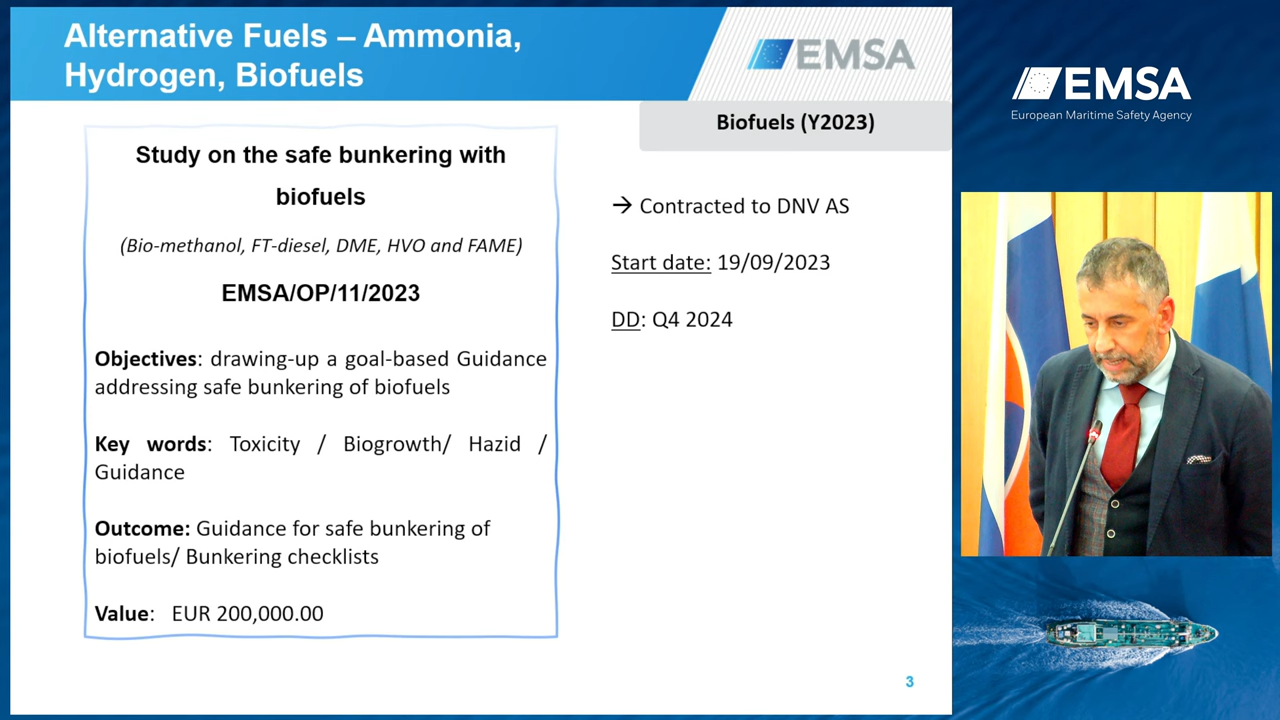 Alternative Fuels – Ammonia,
Hydrogen, Biofuels
EMSA
Biofuels (Y2023)
Study on the safe bunkering with
biofuels
(Bio-methanol, FT-diesel, DME, HVO and FAME)
EMSA/OP/11/2023
Objectives: drawing-up a goal-based Guidance
addressing safe bunkering of biofuels
Key words: Toxicity / Biogrowth/ Hazid /
Guidance
Outcome: Guidance for safe bunkering of
biofuels/ Bunkering checklists
Value: EUR 200,000.00
→ Contracted to DNV AS
Start date: 19/09/2023
DD: Q4 2024
3
EMSA
European Maritime Safety Agency